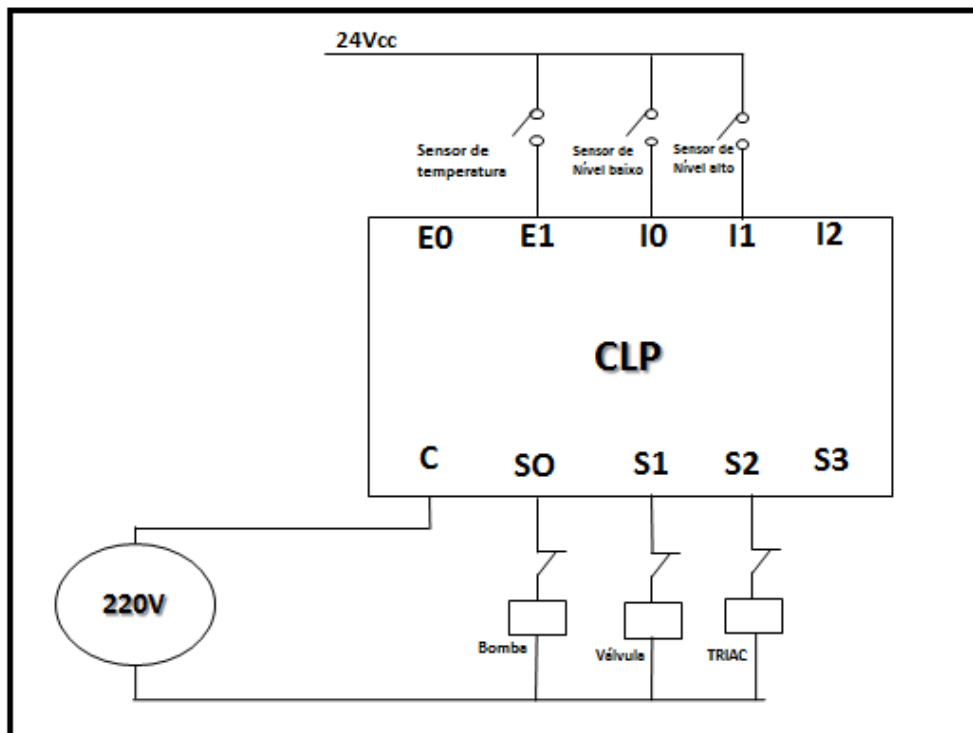 24Vcc
Sensor de
temperatura
Sensor de
Nível baixo
Sensor de
Nível alto
E0 E1 I0 I1 I2
CLP
C SO S1 S2 S3
220V
Bomba
Válvula
TRIAC